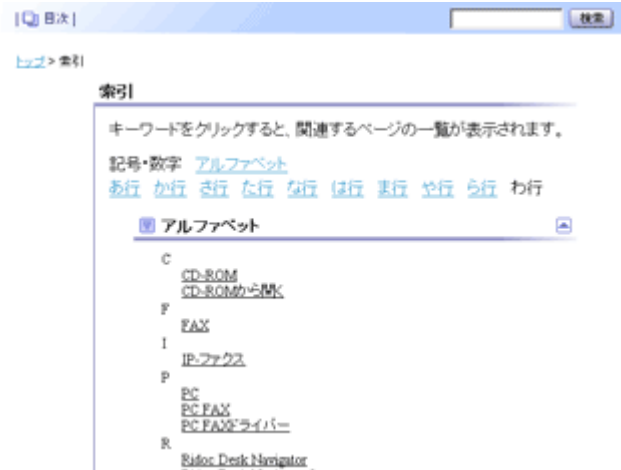 | 目次 |
検索
トップ > 索引
索引
キーワードをクリックすると、関連するページの一覧が表示されます。
記号・数字 アルファベット
あ行 か行 さ行 た行 な行 は行 ま行 や行 ら行 わ行
アルファベット
C
CD-ROM
CD-ROMから開く
F
FAX
I
IP-ファクス
P
PC
PC FAX
PC FAXドライバー
R
Ridoc Desk Navigator